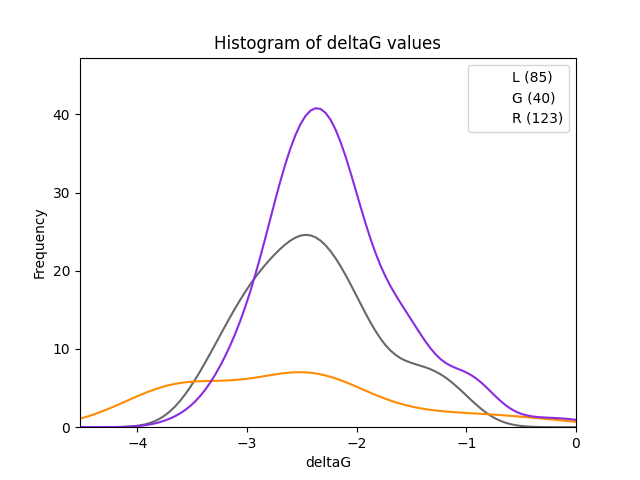 Histogram of deltaG values
L (85)
G (40)
R (123)
Frequency
40
30
20
10
0
−4
−3
−2
−1
0
deltaG